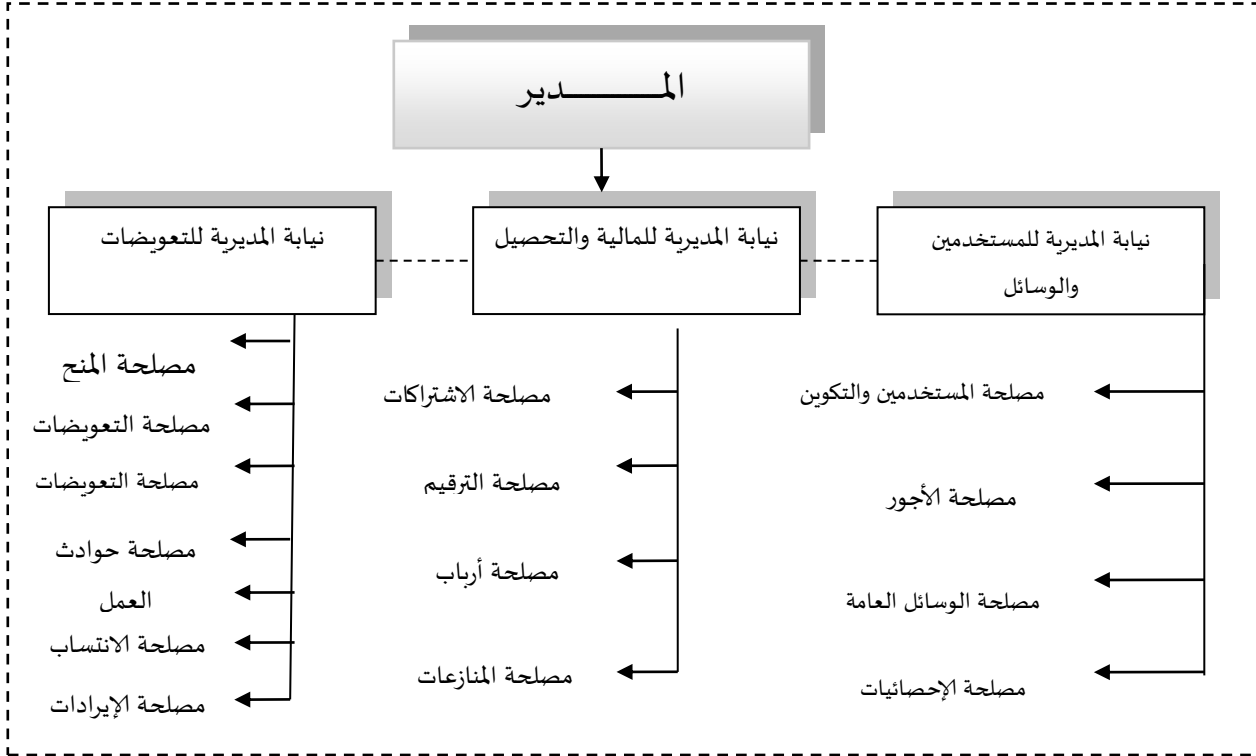 المـــــــــدير
نيابة المديرية للمستخدمين
والوسائل
نيابة المديرية للمالية والتحصيل
نيابة المديرية للتعويضات
مصلحة المستخدمين والتكوين
مصلحة الأجور
مصلحة الوسائل العامة
مصلحة الإحصائيات
مصلحة الاشتراكات
مصلحة الترقيم
مصلحة أرباب
مصلحة المنازعات
مصلحة المنح
مصلحة التعويضات
مصلحة التعويضات
مصلحة حوادث
العمل
مصلحة الانتساب
مصلحة الإيرادات